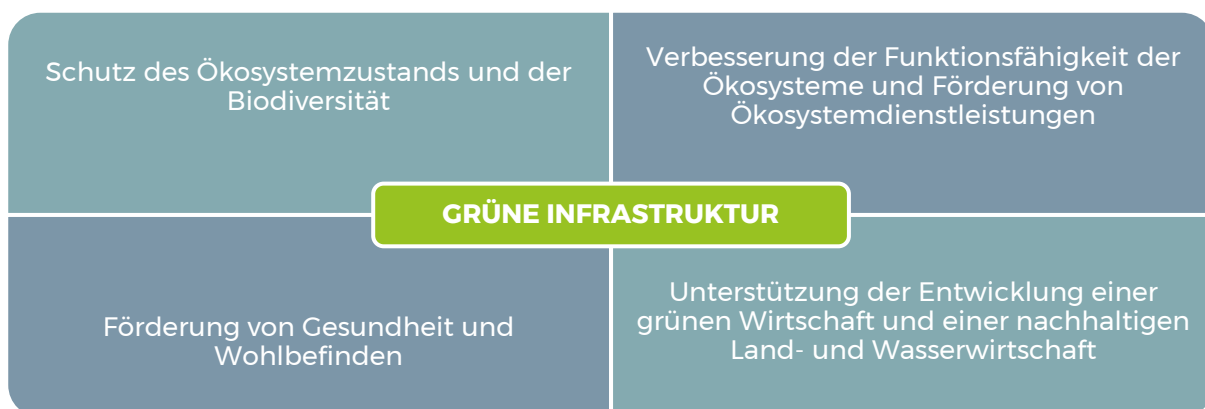 Schutz des Ökosystemzustands und der
Biodiversität
Verbesserung der Funktionsfähigkeit der
Ökosysteme und Förderung von
Ökosystemdienstleistungen
GRÜNE INFRASTRUKTUR
Förderung von Gesundheit und
Wohlbefinden
Unterstützung der Entwicklung einer
grünen Wirtschaft und einer nachhaltigen
Land- und Wasserwirtschaft